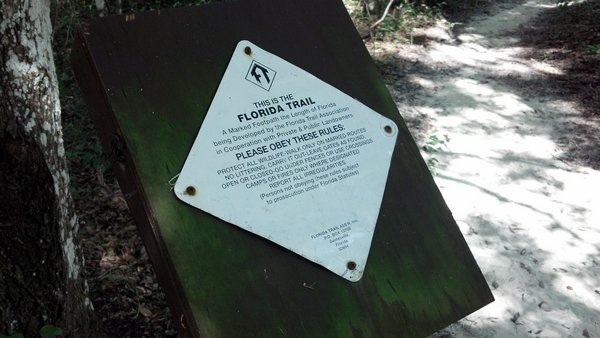 THIS IS THE
FLORIDA TRAIL
A Marked Footpath the Length of Florida
being Developed by the Florida Trail Association
in Cooperation with Private & Public Landowners
PLEASE OBEY THESE RULES:
PROTECT ALL WILDLIFE-WALK ONLY ON MARKED ROUTES
NO LITTERING, CARRY IT OUT-LEAVE GATES AS FOUND,
OPEN OR CLOSED-GO UNDER FENCES OR USE CROSSINGS
CAMPS OR FIRES ONLY WHERE DESIGNATED
REPORT ALL IRREGULARITIES
(Persons not obeying these rules subject
to prosecution under Florida Statutes)
FLORIDA TRAIL ASS'N, Inc.
P.O. BOX 13708
Gainesville,
Florida
32604